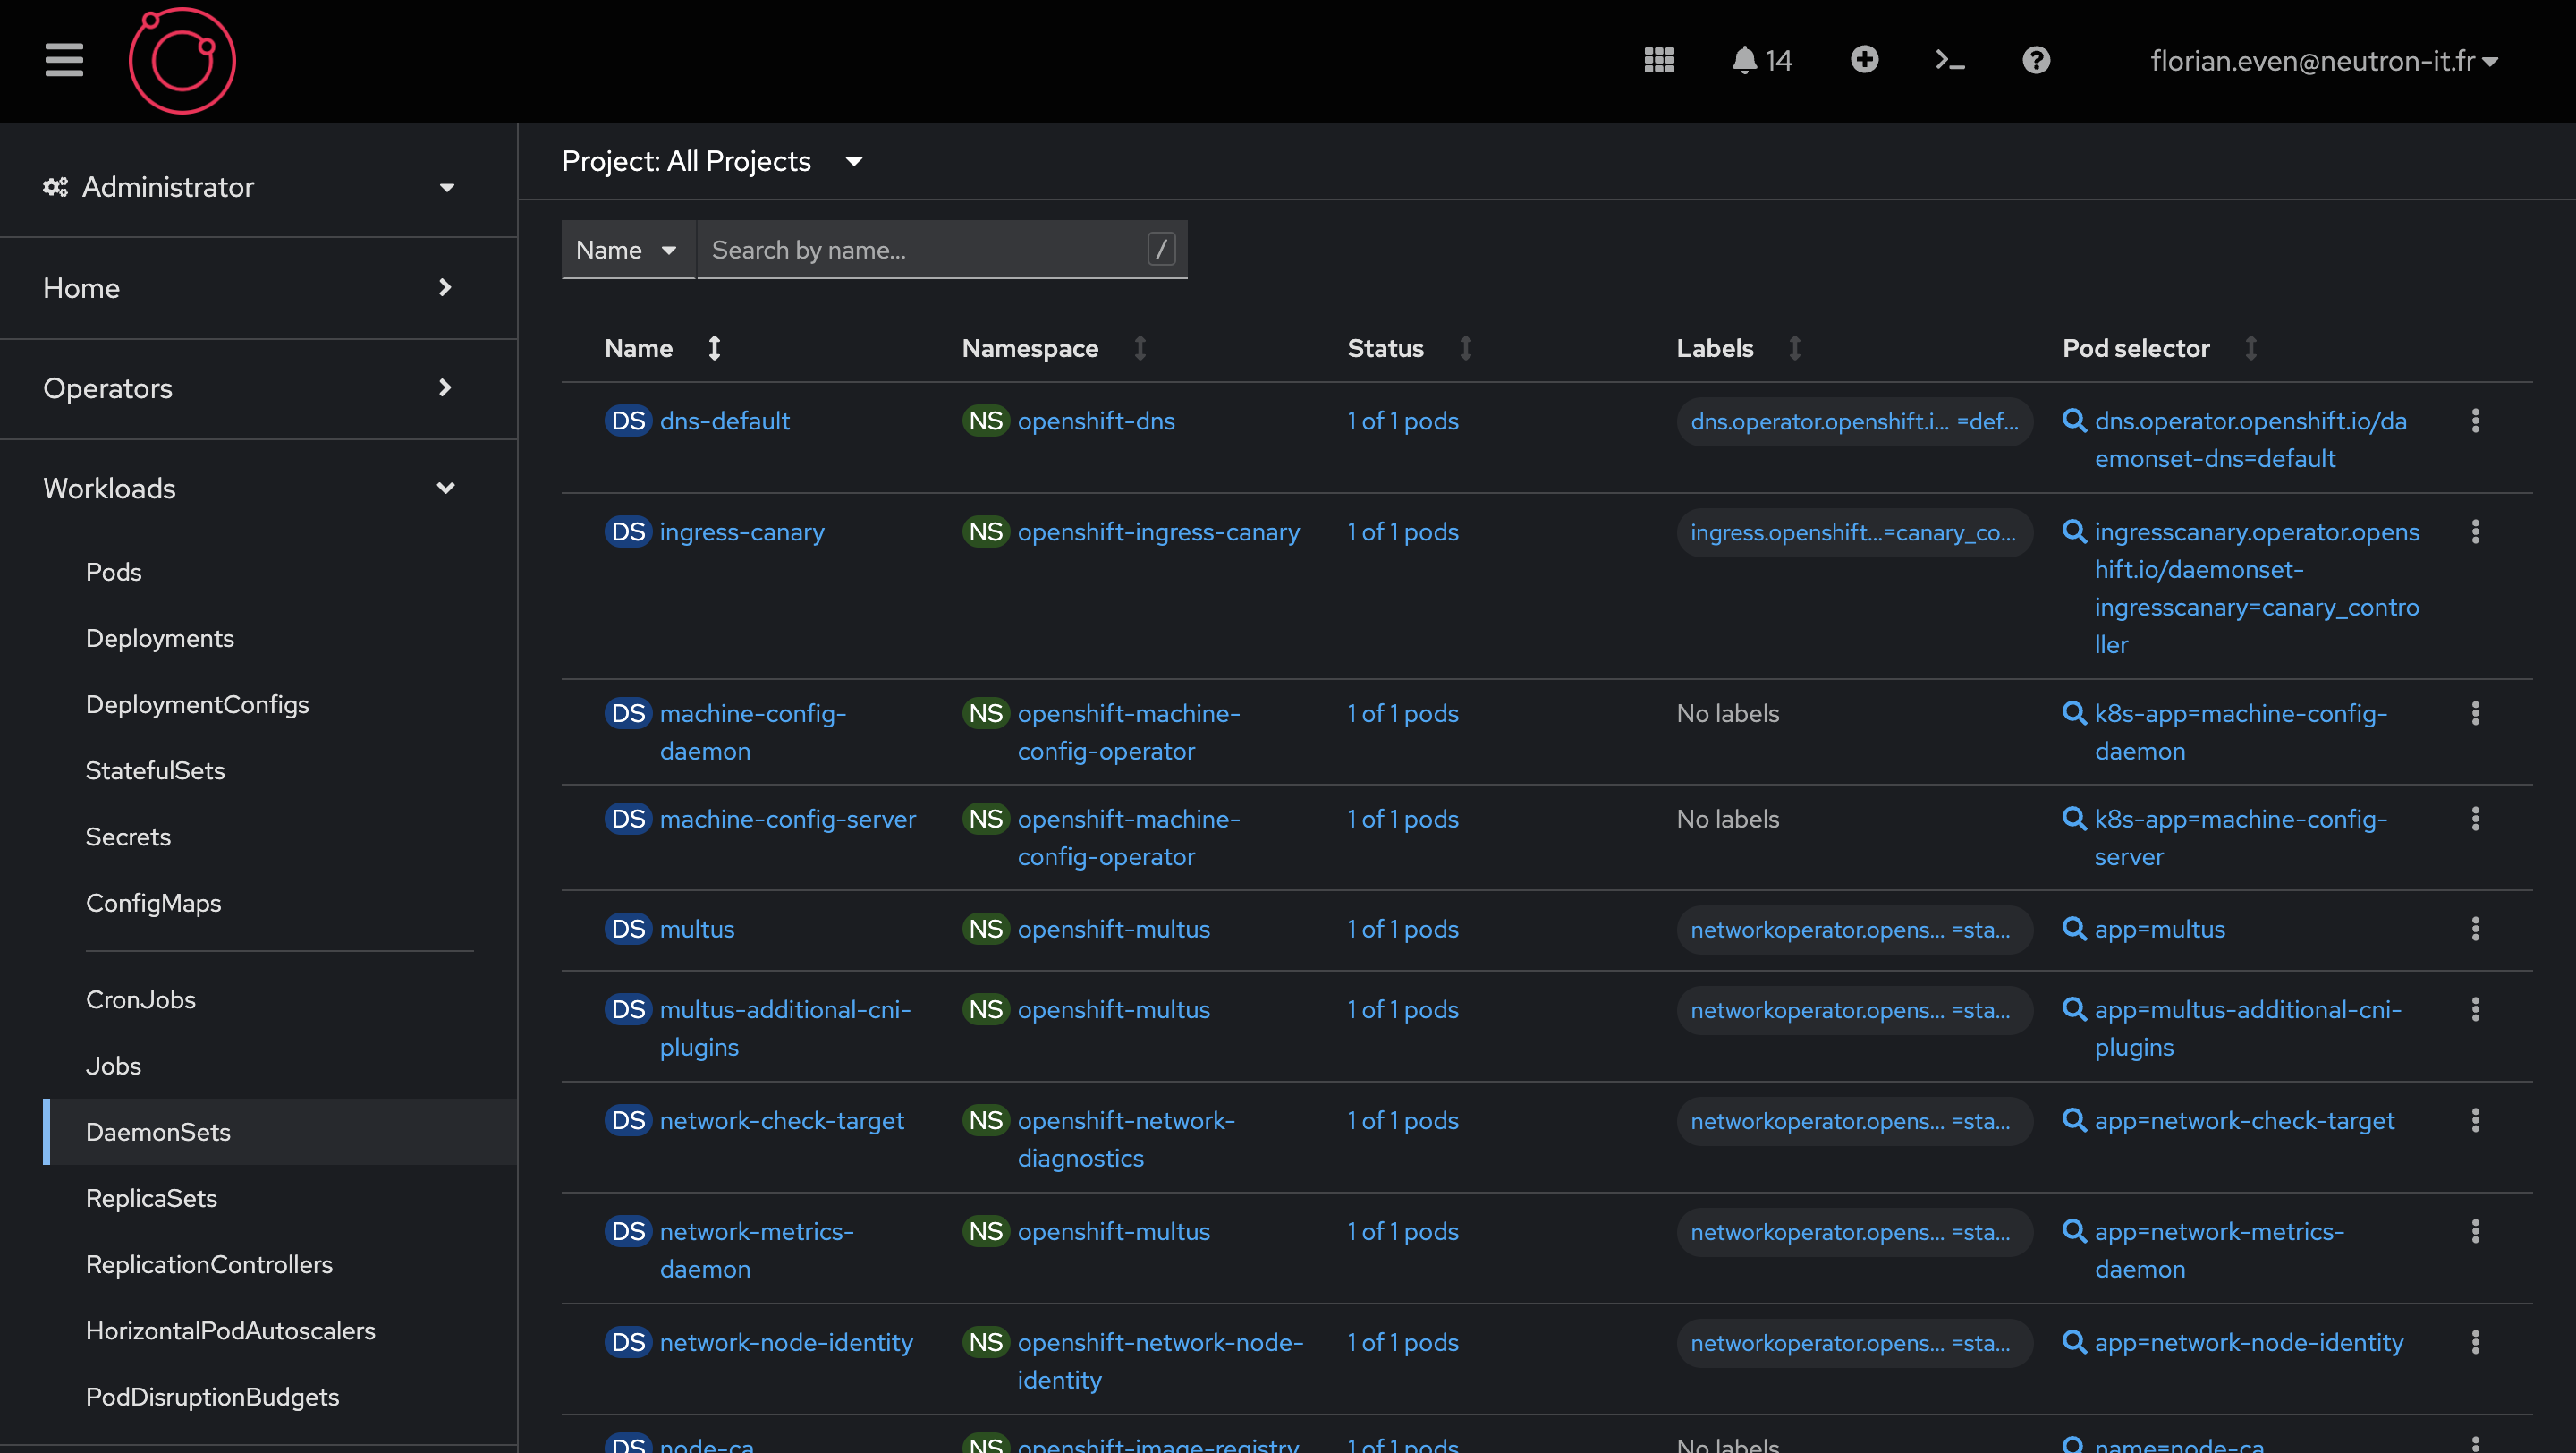 14
florian.even@neutron-it.fr
Administrator
Home
Operators
Workloads
Pods
Deployments
DeploymentConfigs
StatefulSets
Secrets
ConfigMaps
CronJobs
Jobs
DaemonSets
ReplicaSets
ReplicationControllers
HorizontalPodAutoscalers
PodDisruptionBudgets
Project: All Projects
Name Search by name... /
Name Namespace Status Labels Pod selector
DS dns-default NS openshift-dns 1 of 1 pods dns.operator.openshift.i... =def... dns.operator.openshift.io/da
emonset-dns=default
DS ingress-canary NS openshift-ingress-canary 1 of 1 pods ingress.openshift...=canary_co... ingresscanary.operator.opens
hift.io/daemonset-
ingresscanary=canary_contro
ller
DS machine-config- NS openshift-machine- 1 of 1 pods No labels k8s-app=machine-config-
daemon config-operator daemon
DS machine-config-server NS openshift-machine- 1 of 1 pods No labels k8s-app=machine-config-
config-operator server
DS multus NS openshift-multus 1 of 1 pods networkoperator.opens... =sta... app=multus
DS multus-additional-cni- NS openshift-multus 1 of 1 pods networkoperator.opens... =sta... app=multus-additional-cni-
plugins plugins
DS network-check-target NS openshift-network- 1 of 1 pods networkoperator.opens... =sta... app=network-check-target
diagnostics
DS network-metrics- NS openshift-multus 1 of 1 pods networkoperator.opens... =sta... app=network-metrics-
daemon daemon
DS network-node-identity NS openshift-network-node- 1 of 1 pods networkoperator.opens... =sta... app=network-node-identity
identity
DS node-ca NS openshift-image-registry 1 of 1 pods No labels name=node-ca